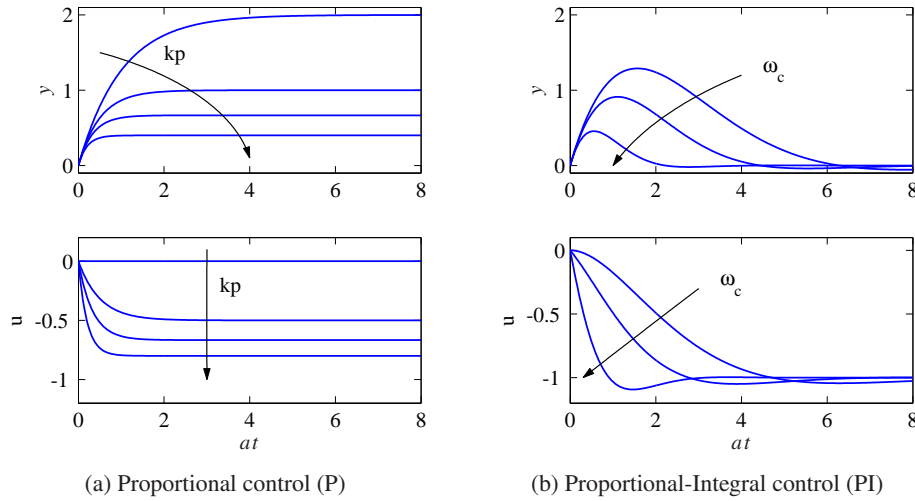 2
1
0
y
kp
0 2 4 6 8
0
-0.5
-1
u
kp
0 2 4 6 8
at
(a) Proportional control (P)
2
1
0
y
ω_c
0 2 4 6 8
0
-0.5
-1
u
ω_c
0 2 4 6 8
at
(b) Proportional-Integral control (PI)